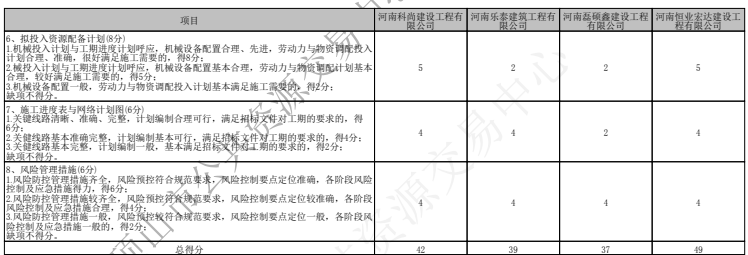 项目 河南科尚建设工程有限公司 河南乐泰建筑工程有限公司 河南磊硕鑫建设工程有限公司 河南恒业宏达建设工程有限公司
6、拟投入资源配备计划(8分)
1.机械投入计划与工期进度计划呼应，机械设备配置合理、先进，劳动力与物资调配投入
计划合理、准确，很好满足施工需要的，得8分；
2.械投入计划与工期进度计划呼应，机械设备配置基本合理，劳动力与物资调配计划基本
合理，较好满足施工需要的，得5分；
3.机械设备配置一般，劳动力与物资调配投入计划基本满足施工需要的，得2分；
缺项不得分。
5 2 2 5
7、施工进度表与网络计划图(6分)
1.关键线路清晰、准确、完整，计划编制合理可行，满足招标文件对工期的要求的，得
6分；
2.关键线路基本准确完整，计划编制基本可行，满足招标文件对工期的要求的，得4分；
3.关键线路基本完整，计划编制一般，基本满足招标文件对工期的要求的，得2分；
缺项不得分。
4 4 2 4
8、风险管理措施(6分)
1.风险防控管理措施齐全，风险预控符合规范要求，风险控制要点定位准确，各阶段风险
控制及应急措施得力，得6分；
2.风险防控管理措施较齐全，风险预控符合规范要求，风险控制要点定位较准确，各阶段
风险控制及应急措施合理，得4分；
3.风险防控管理措施一般，风险预控较符合规范要求，风险控制要点定位一般，各阶段风
险控制及应急措施一般的，得2分；
缺项不得分。
4 4 4 4
总得分 42 39 37 49